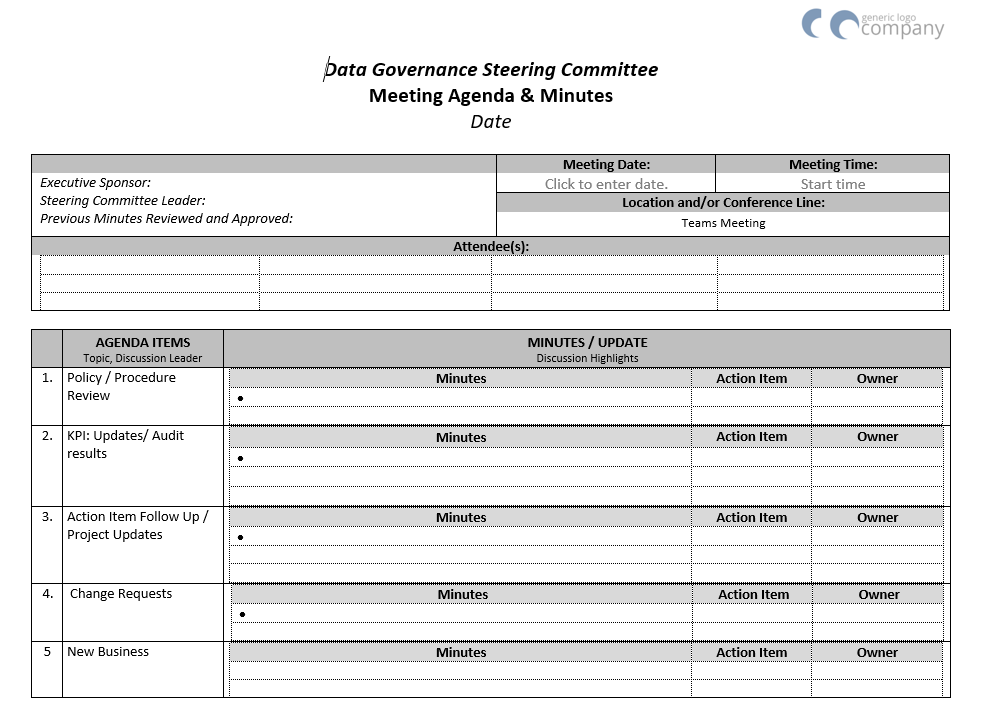 generic logo
company
Data Governance Steering Committee
Meeting Agenda & Minutes
Date
Meeting Date: Meeting Time:
Executive Sponsor:
Steering Committee Leader:
Previous Minutes Reviewed and Approved:
Click to enter date. Start time
Location and/or Conference Line:
Teams Meeting
Attendee(s):
AGENDA ITEMS MINUTES / UPDATE
Topic, Discussion Leader Discussion Highlights
1. Policy / Procedure Minutes Action Item Owner
Review
•
2. KPI: Updates/ Audit Minutes Action Item Owner
results
•
3. Action Item Follow Up / Minutes Action Item Owner
Project Updates
•
4. Change Requests Minutes Action Item Owner
•
5 New Business Minutes Action Item Owner